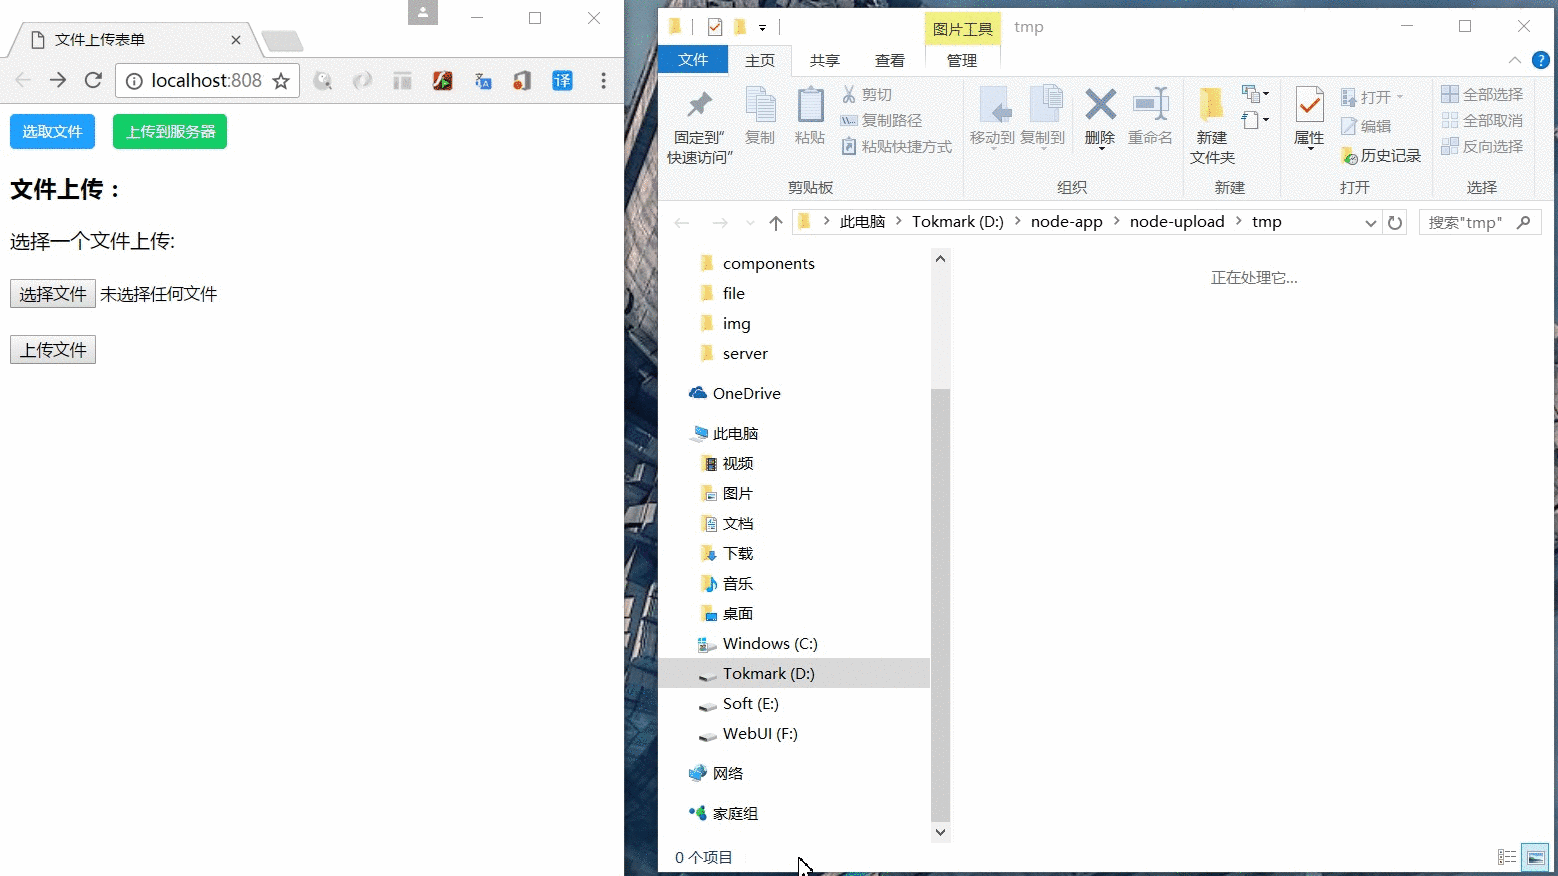 文件上传表单
localhost:808
译
选取文件
上传到服务器
文件上传：
选择一个文件上传:
选择文件 未选择任何文件
上传文件
图片工具
tmp
文件
主页
共享
查看
管理
固定到"
快速访问"
复制
粘贴
剪切
复制路径
粘贴快捷方式
剪贴板
移动到
复制到
删除
重命名
组织
新建
文件夹
新建
属性
打开
编辑
历史记录
打开
全部选择
全部取消
反向选择
选择
此电脑 > Tokmark (D:) > node-app > node-upload > tmp
搜索"tmp"
components
file
img
server
OneDrive
此电脑
视频
图片
文档
下载
音乐
桌面
Windows (C:)
Tokmark (D:)
Soft (E:)
WebUI (F:)
网络
家庭组
正在处理它...
0 个项目